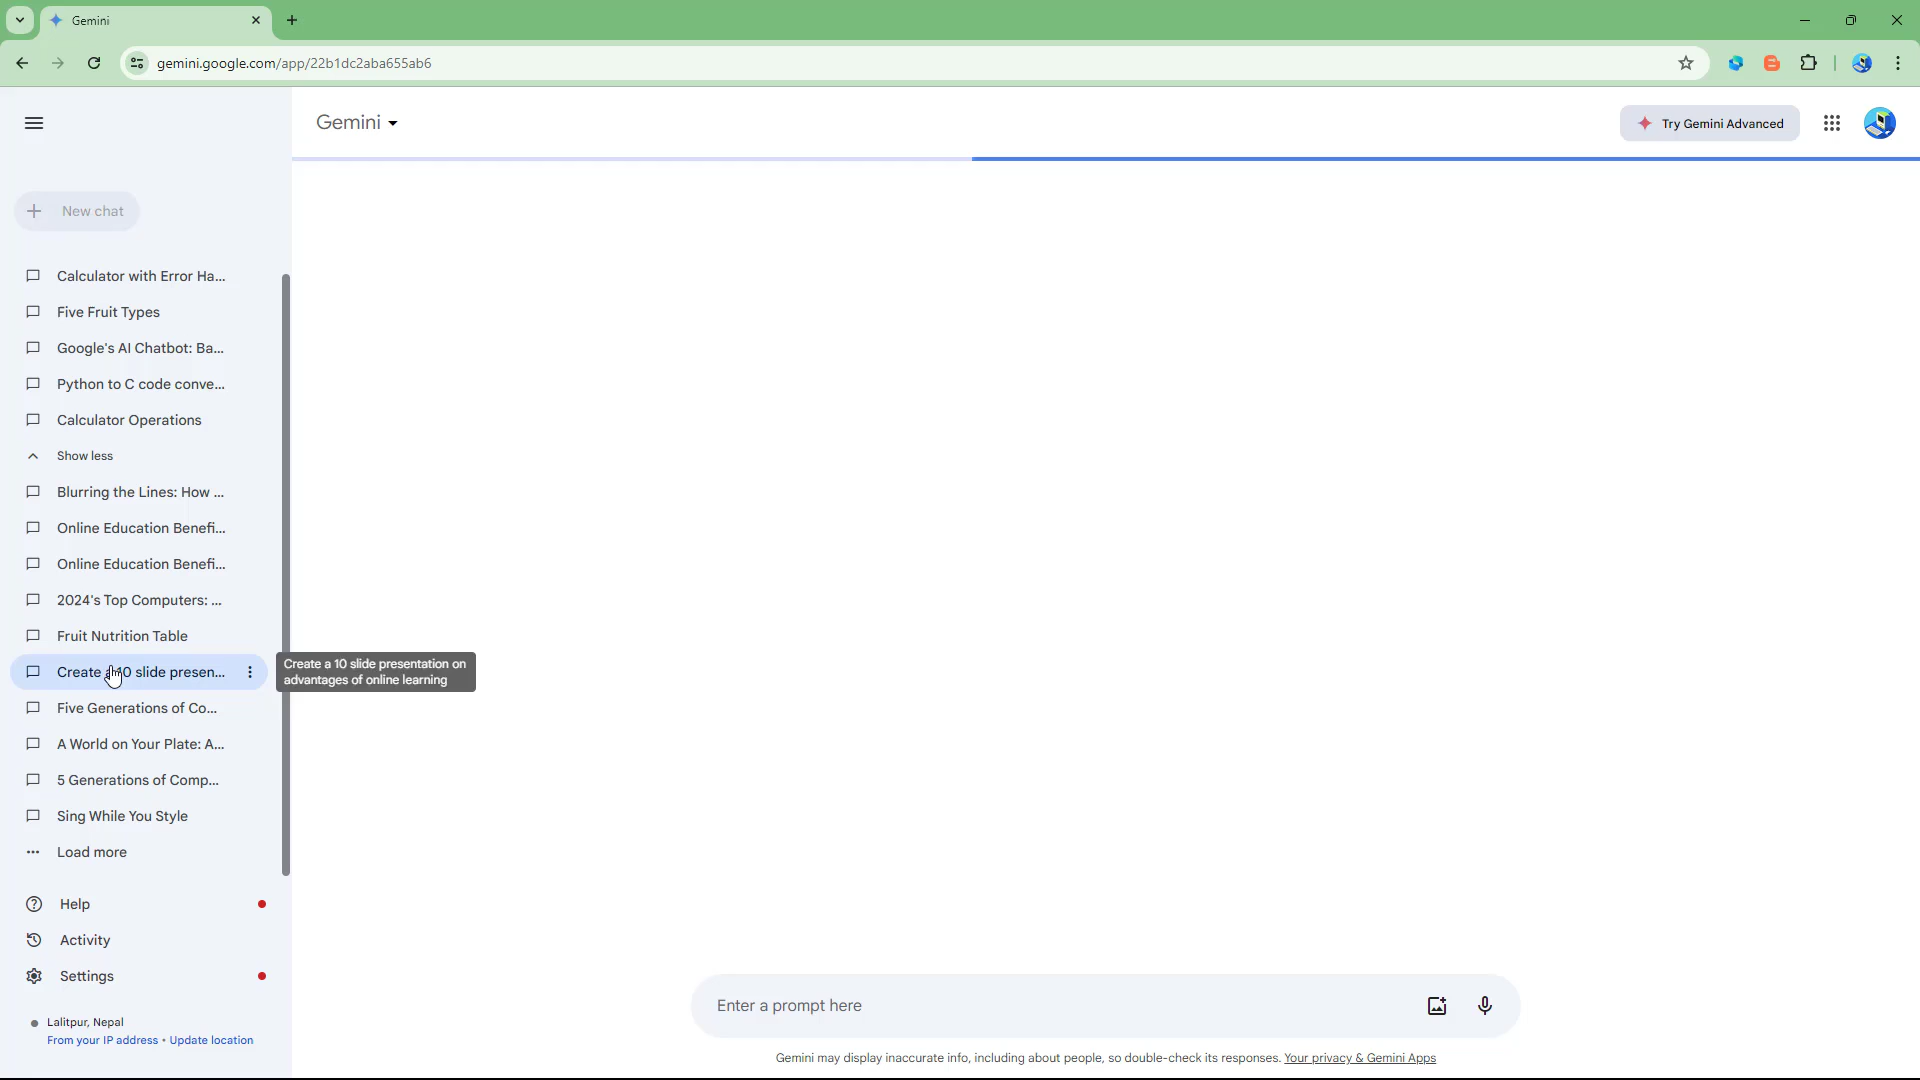 Gemini
gemini.google.com/app/22b1dc2aba655ab6
Gemini
Try Gemini Advanced
New chat
Calculator with Error Ha...
Five Fruit Types
Google's AI Chatbot: Ba...
Python to C code conve...
Calculator Operations
Show less
Blurring the Lines: How ...
Online Education Benefi...
Online Education Benefi...
2024's Top Computers: ...
Fruit Nutrition Table
Create a 10 slide presen...
Create a 10 slide presentation on
advantages of online learning
Five Generations of Co...
A World on Your Plate: A...
5 Generations of Comp...
Sing While You Style
Load more
Help
Activity
Settings
Lalitpur, Nepal
From your IP address • Update location
Enter a prompt here
Gemini may display inaccurate info, including about people, so double-check its responses. Your privacy & Gemini Apps